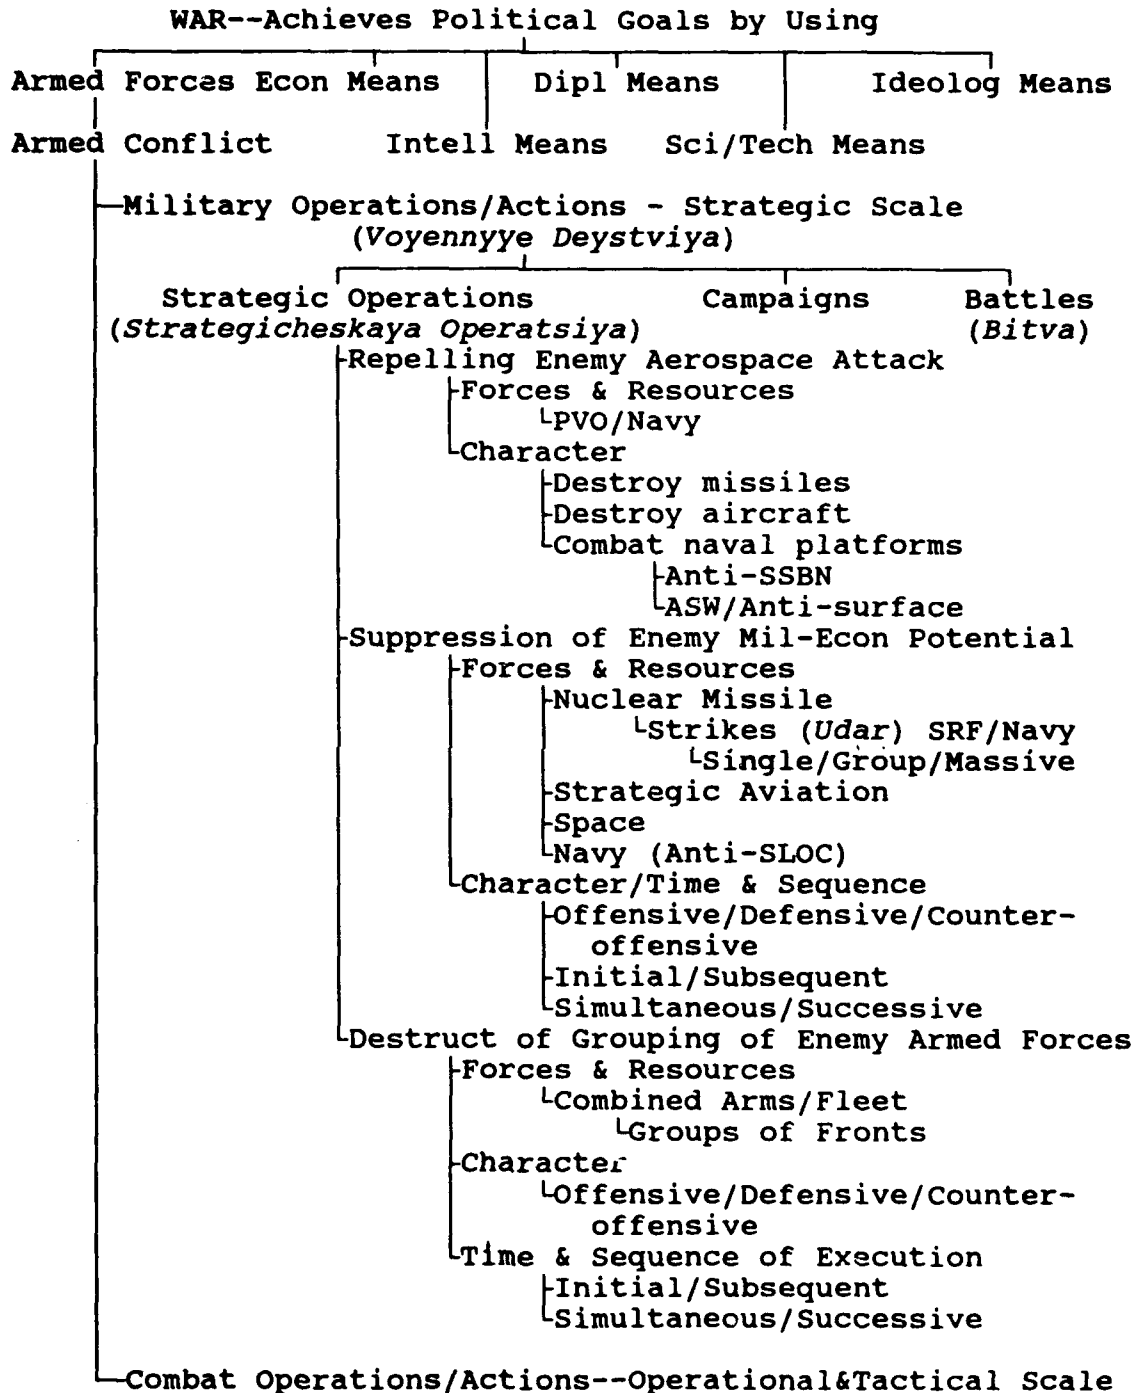 WAR--Achieves Political Goals by Using
Armed Forces Econ Means Dipl Means Ideolog Means
Armed Conflict Intell Means Sci/Tech Means
Military Operations/Actions - Strategic Scale
(Voyennyye Deystviya)
Strategic Operations Campaigns Battles
(Strategicheskaya Operatsiya) (Bitva)
Repelling Enemy Aerospace Attack
Forces & Resources
PVO/Navy
Character
Destroy missiles
Destroy aircraft
Combat naval platforms
Anti-SSBN
ASW/Anti-surface
Suppression of Enemy Mil-Econ Potential
Forces & Resources
Nuclear Missile
Strikes (Udar) SRF/Navy
Single/Group/Massive
Strategic Aviation
Space
Navy (Anti-SLOC)
Character/Time & Sequence
Offensive/Defensive/Counter-
offensive
Initial/Subsequent
Simultaneous/Successive
Destruct of Grouping of Enemy Armed Forces
Forces & Resources
Combined Arms/Fleet
Groups of Fronts
Character
Offensive/Defensive/Counter-
offensive
Time & Sequence of Execution
Initial/Subsequent
Simultaneous/Successive
Combat Operations/Actions--Operational&Tactical Scale